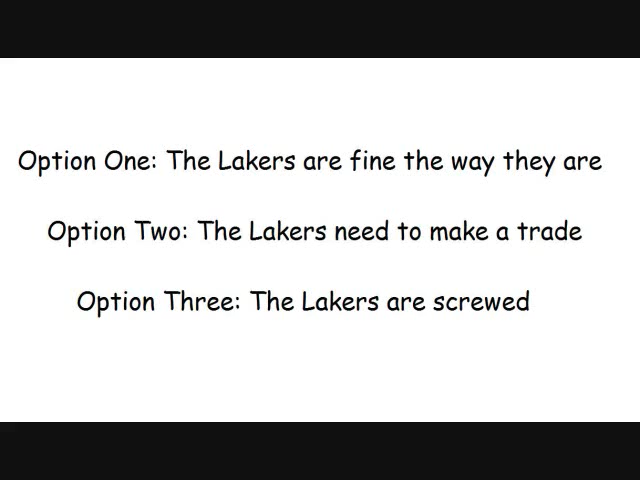 Option One: The Lakers are fine the way they are
Option Two: The Lakers need to make a trade
Option Three: The Lakers are screwed